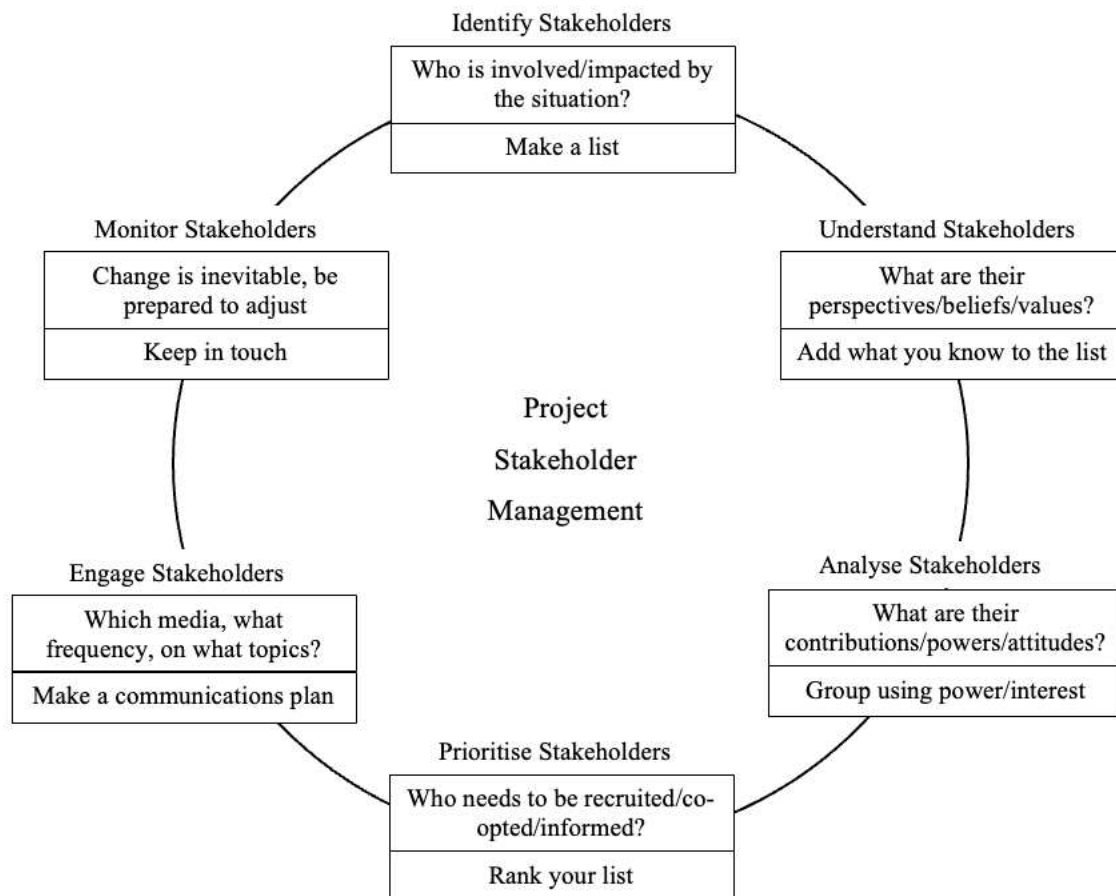 Identify Stakeholders
Who is involved/impacted by
the situation?
Make a list
Understand Stakeholders
What are their
perspectives/beliefs/values?
Add what you know to the list
Analyse Stakeholders
What are their
contributions/powers/attitudes?
Group using power/interest
Prioritise Stakeholders
Who needs to be recruited/co-
opted/informed?
Rank your list
Engage Stakeholders
Which media, what
frequency, on what topics?
Make a communications plan
Monitor Stakeholders
Change is inevitable, be
prepared to adjust
Keep in touch
Project
Stakeholder
Management